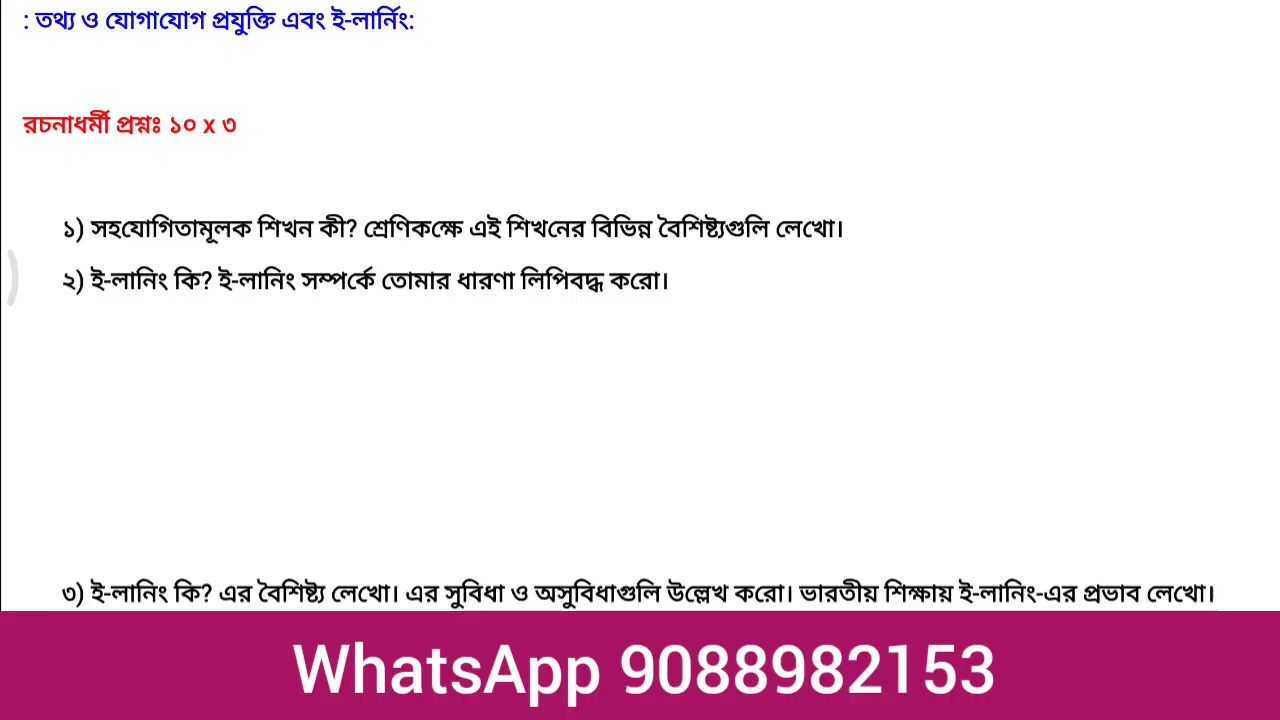 : তথ্য ও যোগাযোগ প্রযুক্তি এবং ই-লার্নিং:
রচনাধর্মী প্রশ্নঃ ১০ x ৩
১) সহযোগিতামূলক শিখন কী? শ্রেণিকক্ষে এই শিখনের বিভিন্ন বৈশিষ্ট্যগুলি লেখো।
২) ই-লানিং কি? ই-লানিং সম্পর্কে তোমার ধারণা লিপিবদ্ধ করো।
৩) ই-লানিং কি? এর বৈশিষ্ট্য লেখো। এর সুবিধা ও অসুবিধাগুলি উল্লেখ করো। ভারতীয় শিক্ষায় ই-লানিং-এর প্রভাব লেখো।
WhatsApp 9088982153